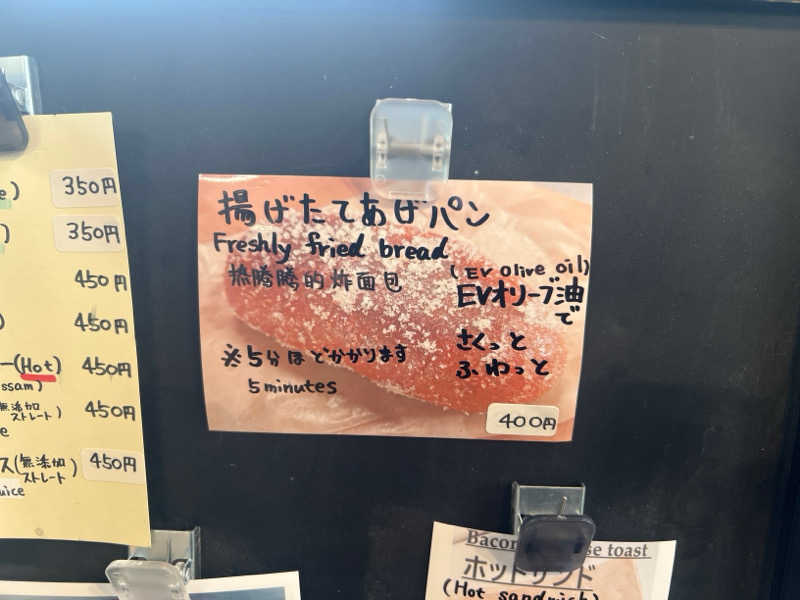 350円
350円
450円
450円
ー(Hot) 450円
ssam)
無添加
ストレート) 450円
ス(無添加
ストレート) 450円
uice
揚げたてあげパン
Freshly fried bread
热腾腾的炸面包
(EV olive oil)
EVオリーブ油
で
さくっと
ふわっと
※5分ほどかかります
5 minutes
400円
toast
ホットサンド
(Hot sandwich)